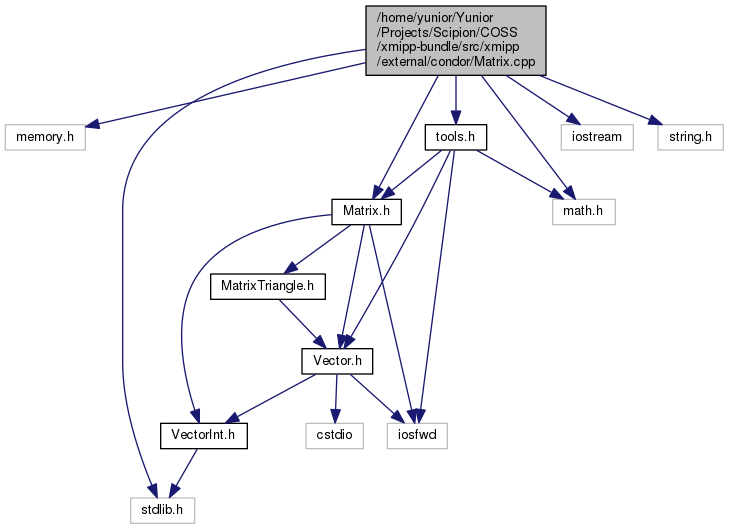 /home/yunior/Yunior
/Projects/Scipion/COSS
/xmipp-bundle/src/xmipp
/external/condor/Matrix.cpp
memory.h
tools.h
iostream
string.h
Matrix.h
math.h
MatrixTriangle.h
Vector.h
VectorInt.h
cstdio
iosfwd
stdlib.h